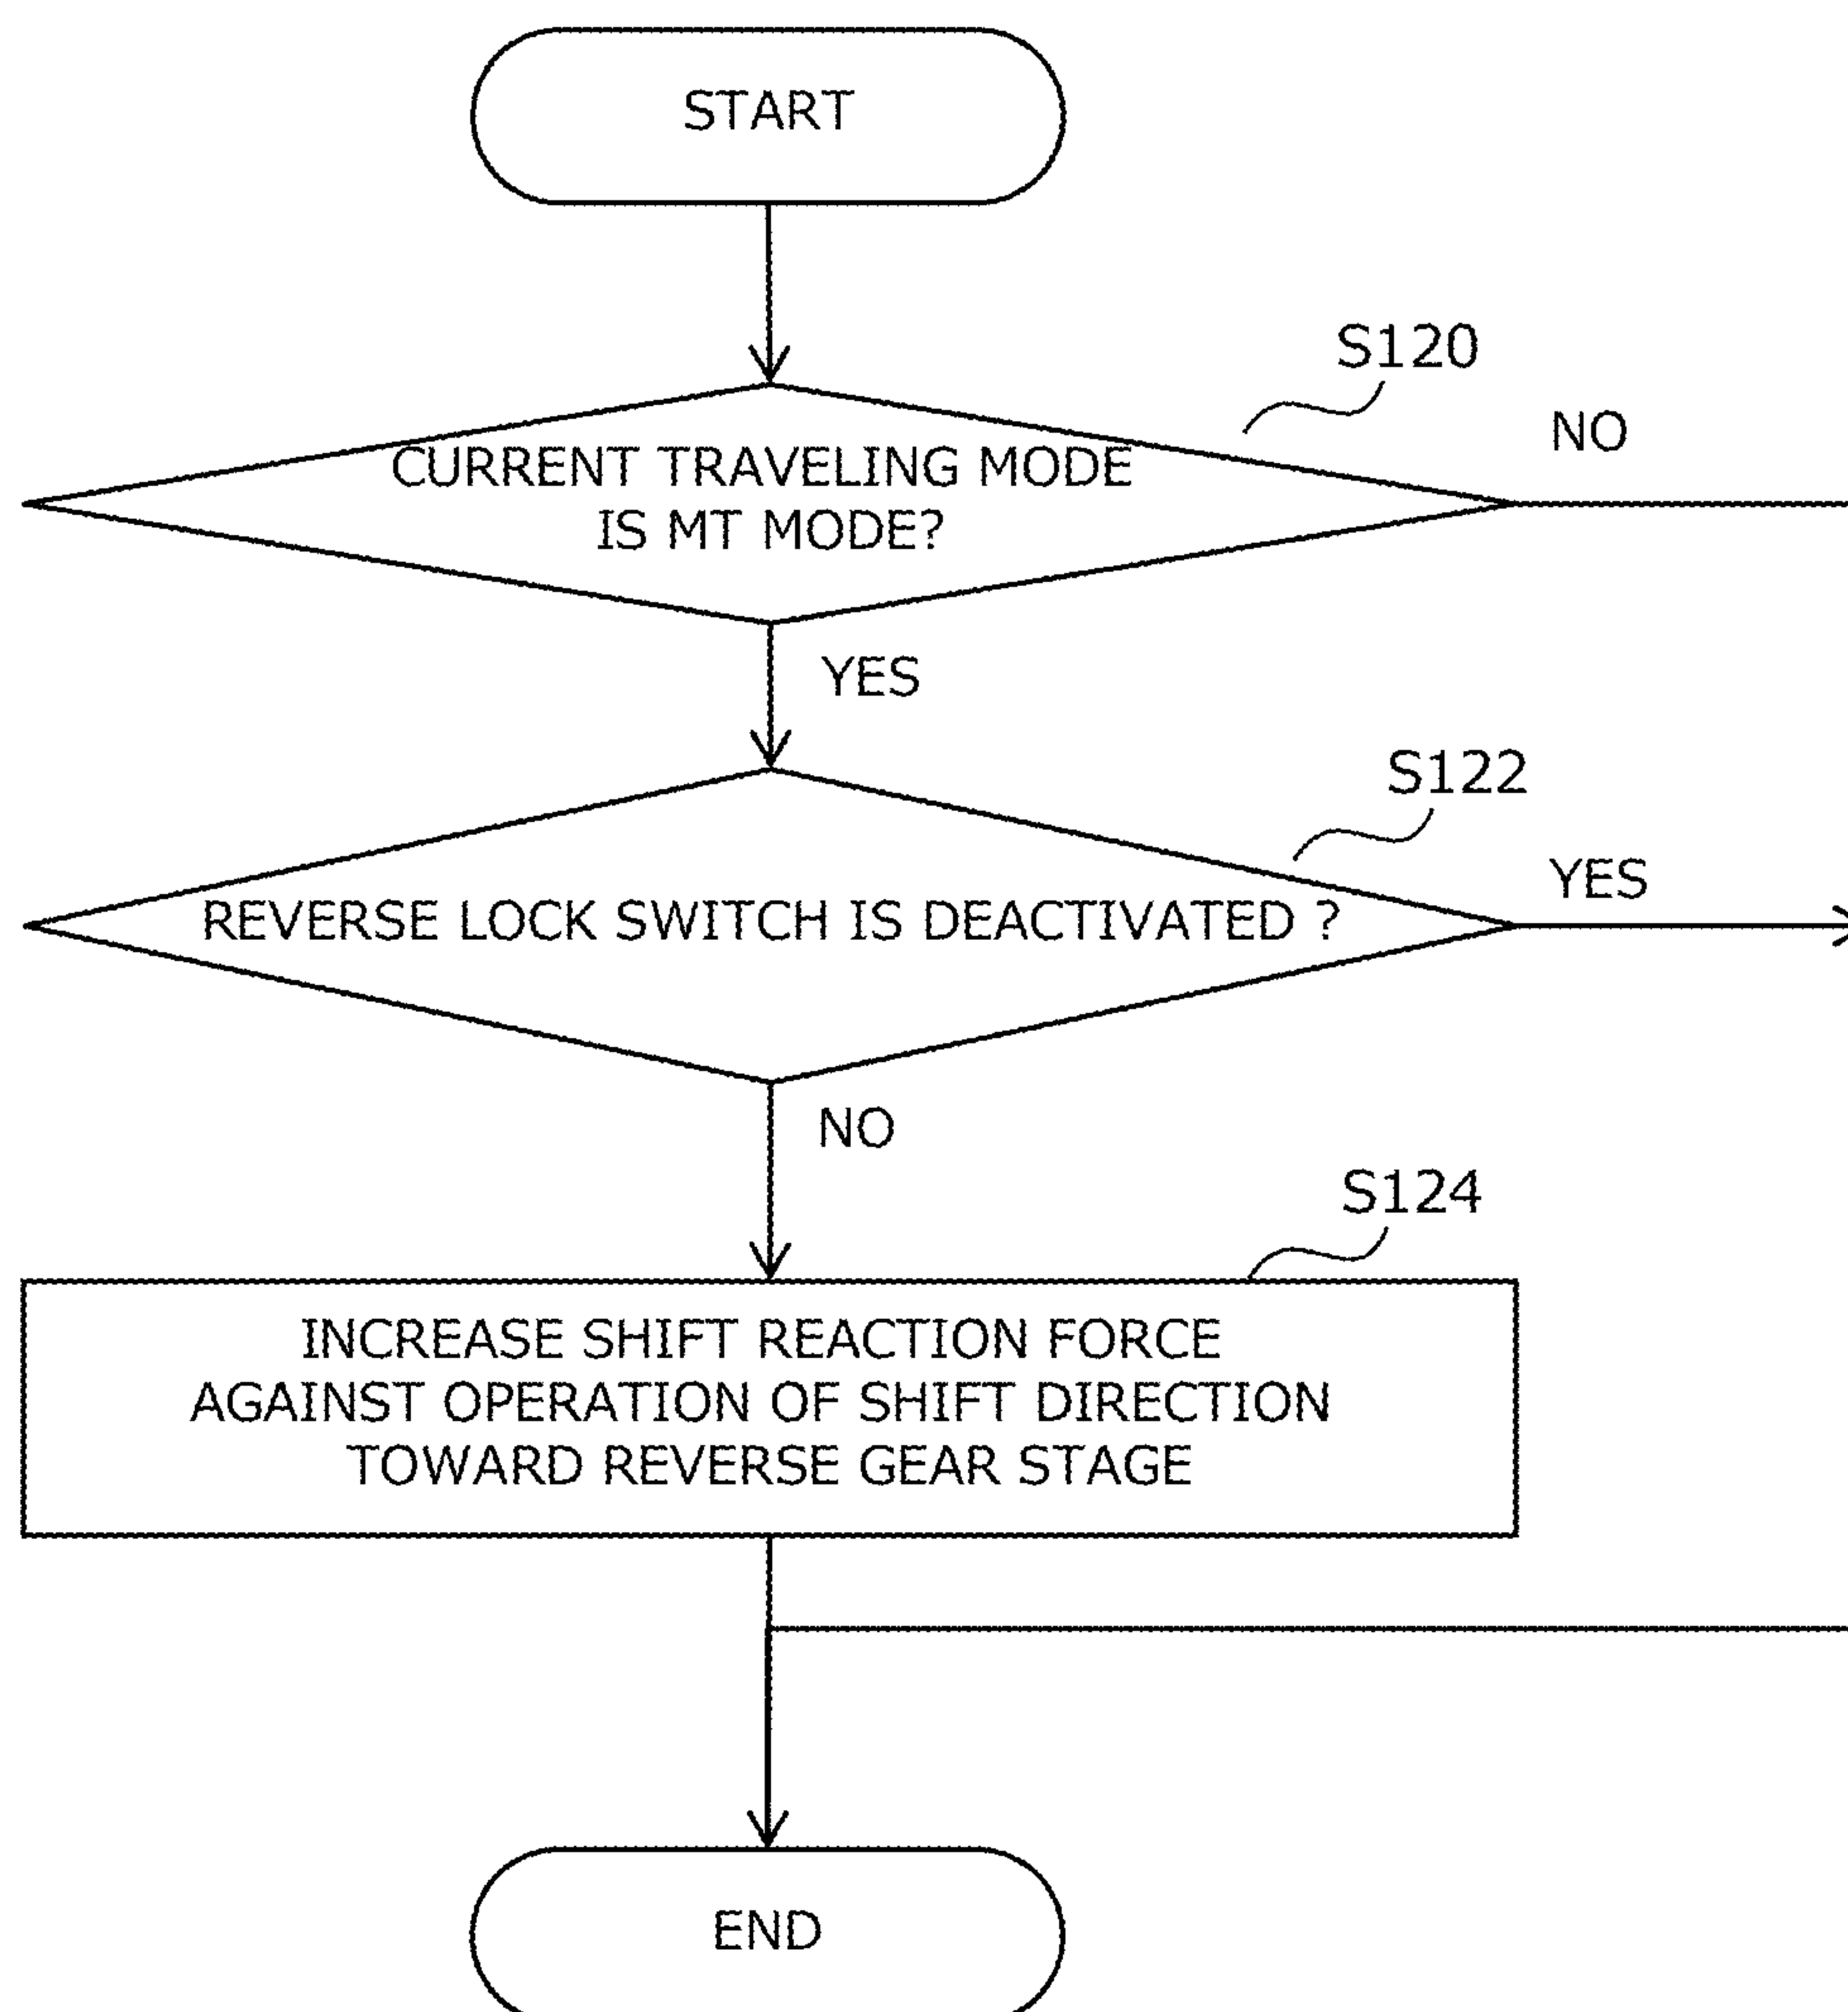 START
S120
NO
CURRENT TRAVELING MODE
IS MT MODE?
YES
S122
YES
REVERSE LOCK SWITCH IS DEACTIVATED ?
NO
S124
INCREASE SHIFT REACTION FORCE
AGAINST OPERATION OF SHIFT DIRECTION
TOWARD REVERSE GEAR STAGE
END